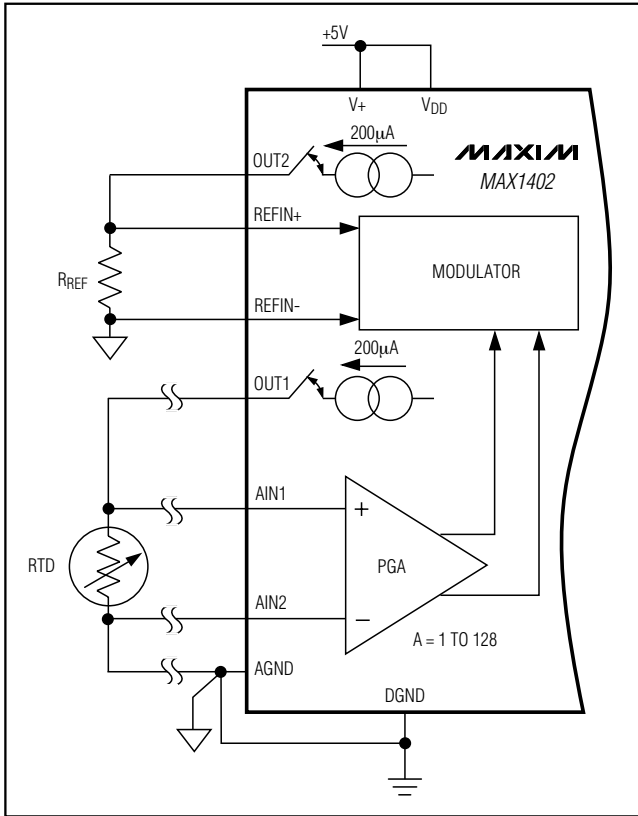 +5V
V+ VDD
200µA
MAXIM
MAX1402
OUT2
REFIN+
MODULATOR
RREF
REFIN-
200µA
OUT1
AIN1
+
RTD
PGA
AIN2
−
A = 1 TO 128
AGND
DGND